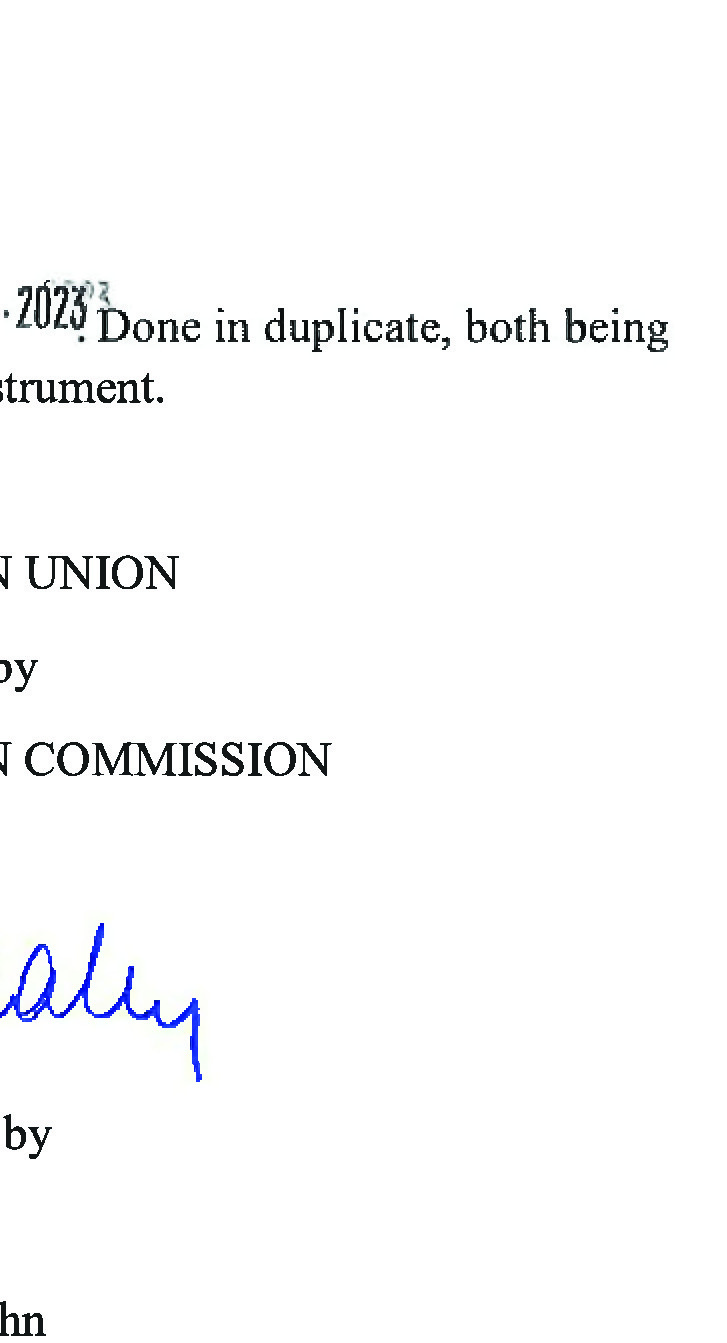 .2023. Done in duplicate, both being
strument.
N UNION
by
N COMMISSION
by
hn